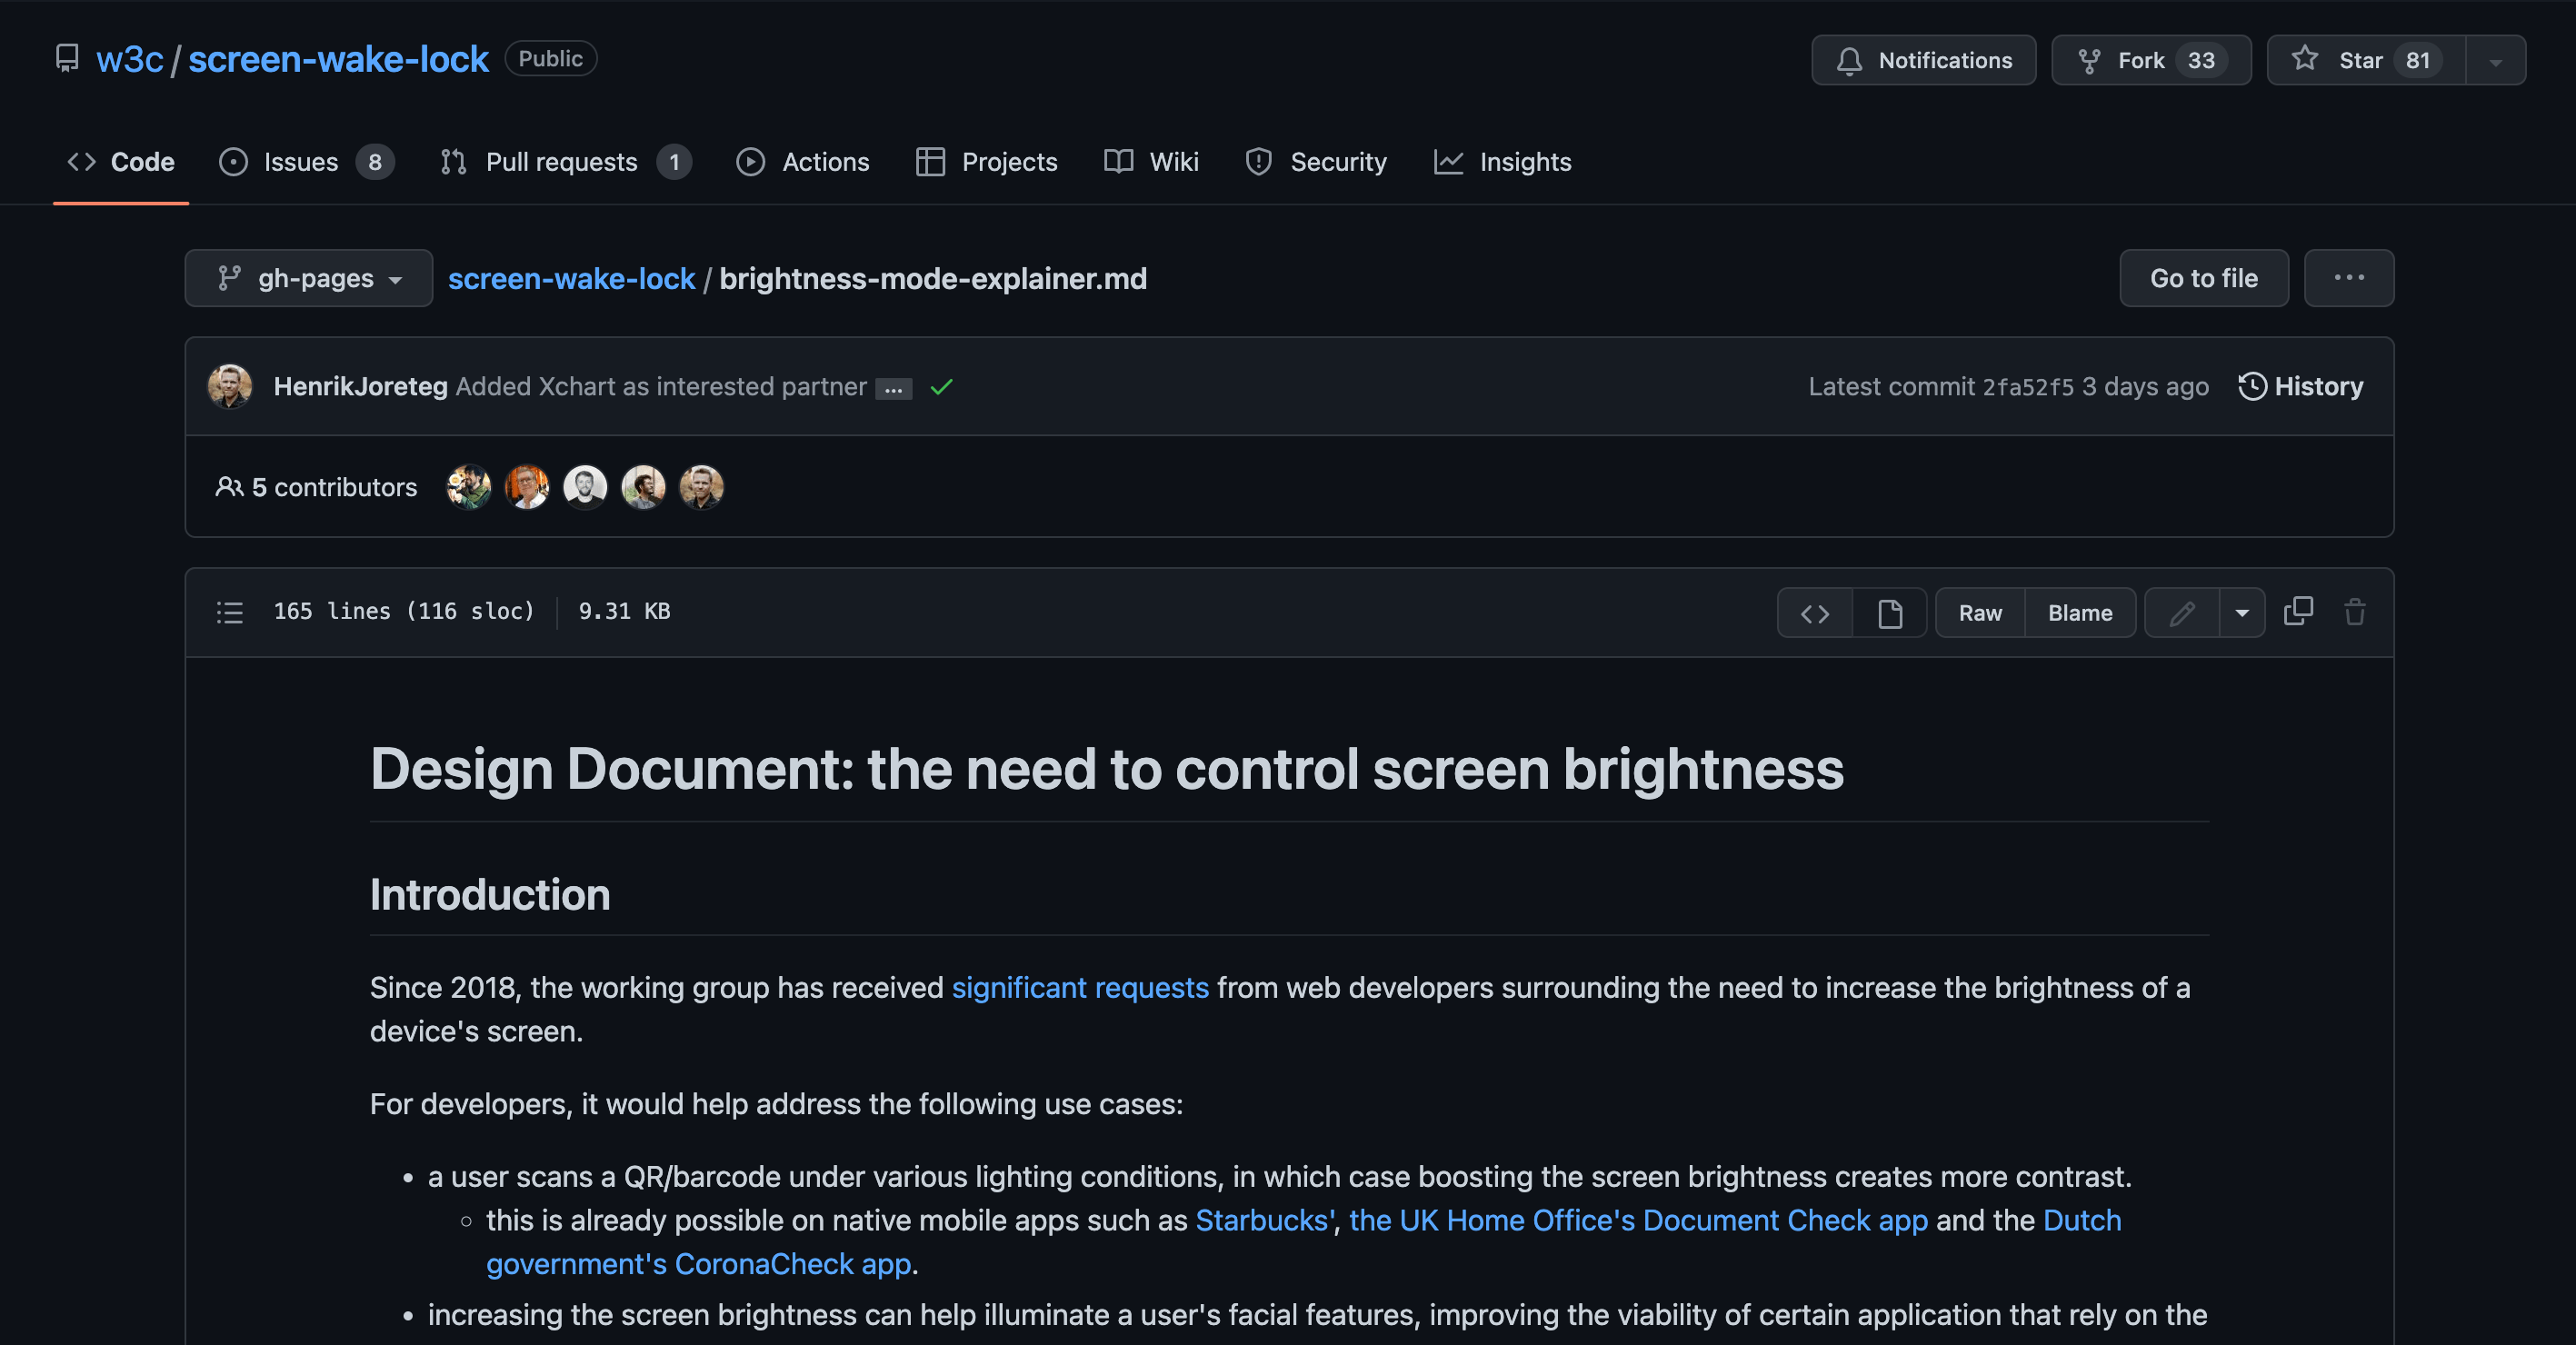 w3c / screen-wake-lock Public Notifications Fork 33 Star 81
Code Issues 8 Pull requests 1 Actions Projects Wiki Security Insights
gh-pages screen-wake-lock / brightness-mode-explainer.md Go to file ...
HenrikJoreteg Added Xchart as interested partner ... Latest commit 2fa52f5 3 days ago History
5 contributors
165 lines (116 sloc) 9.31 KB <> Raw Blame
Design Document: the need to control screen brightness
Introduction
Since 2018, the working group has received significant requests from web developers surrounding the need to increase the brightness of a
device's screen.
For developers, it would help address the following use cases:
• a user scans a QR/barcode under various lighting conditions, in which case boosting the screen brightness creates more contrast.
◦ this is already possible on native mobile apps such as Starbucks', the UK Home Office's Document Check app and the Dutch
government's CoronaCheck app.
• increasing the screen brightness can help illuminate a user's facial features, improving the viability of certain application that rely on the